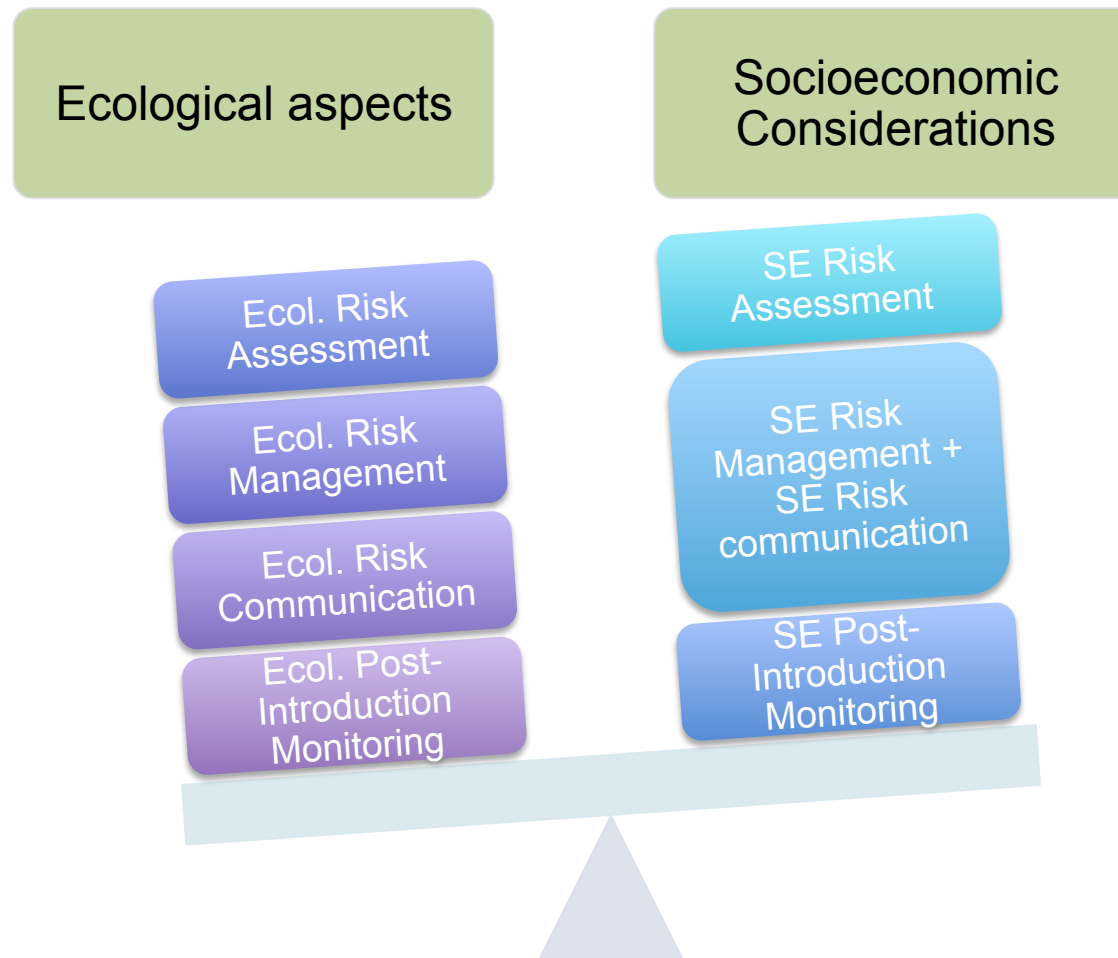 Ecological aspects
Socioeconomic
Considerations
Ecol. Risk
Assessment
Ecol. Risk
Management
Ecol. Risk
Communication
Ecol. Post-
Introduction
Monitoring
SE Risk
Assessment
SE Risk
Management +
SE Risk
communication
SE Post-
Introduction
Monitoring